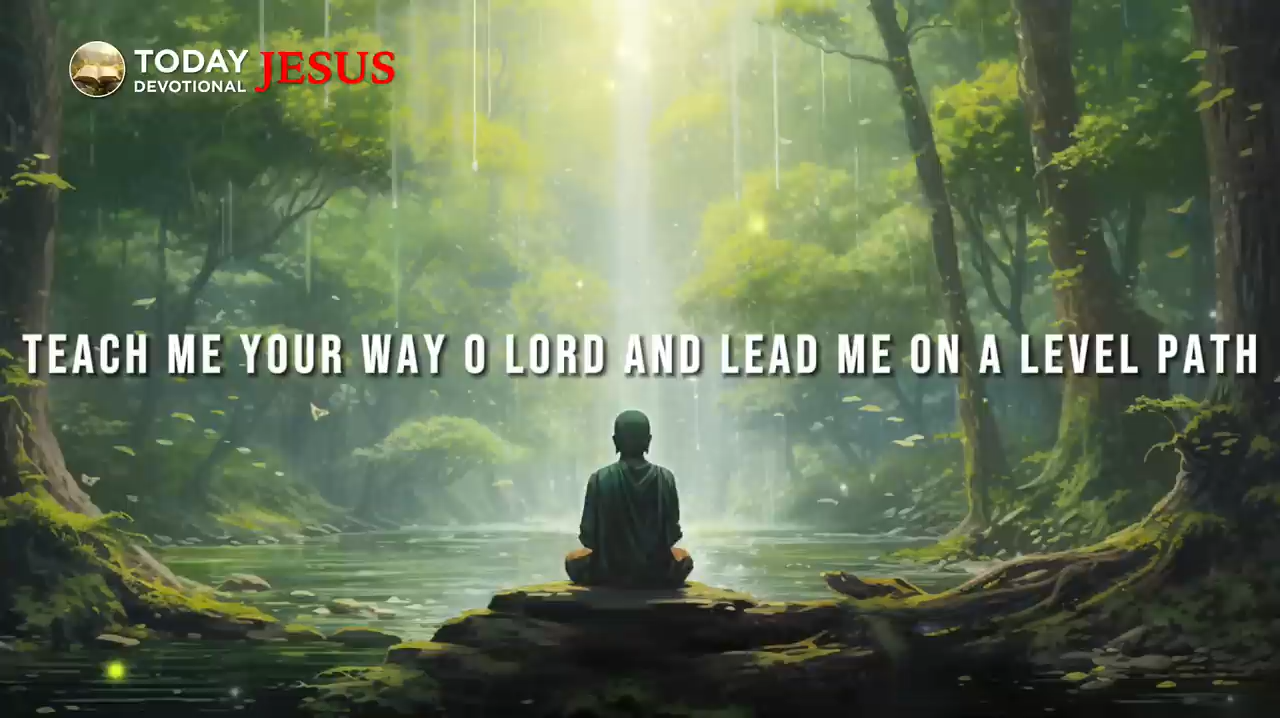 TODAY
DEVOTIONAL
JESUS
TEACH ME YOUR WAY O LORD AND LEAD ME ON A LEVEL PATH